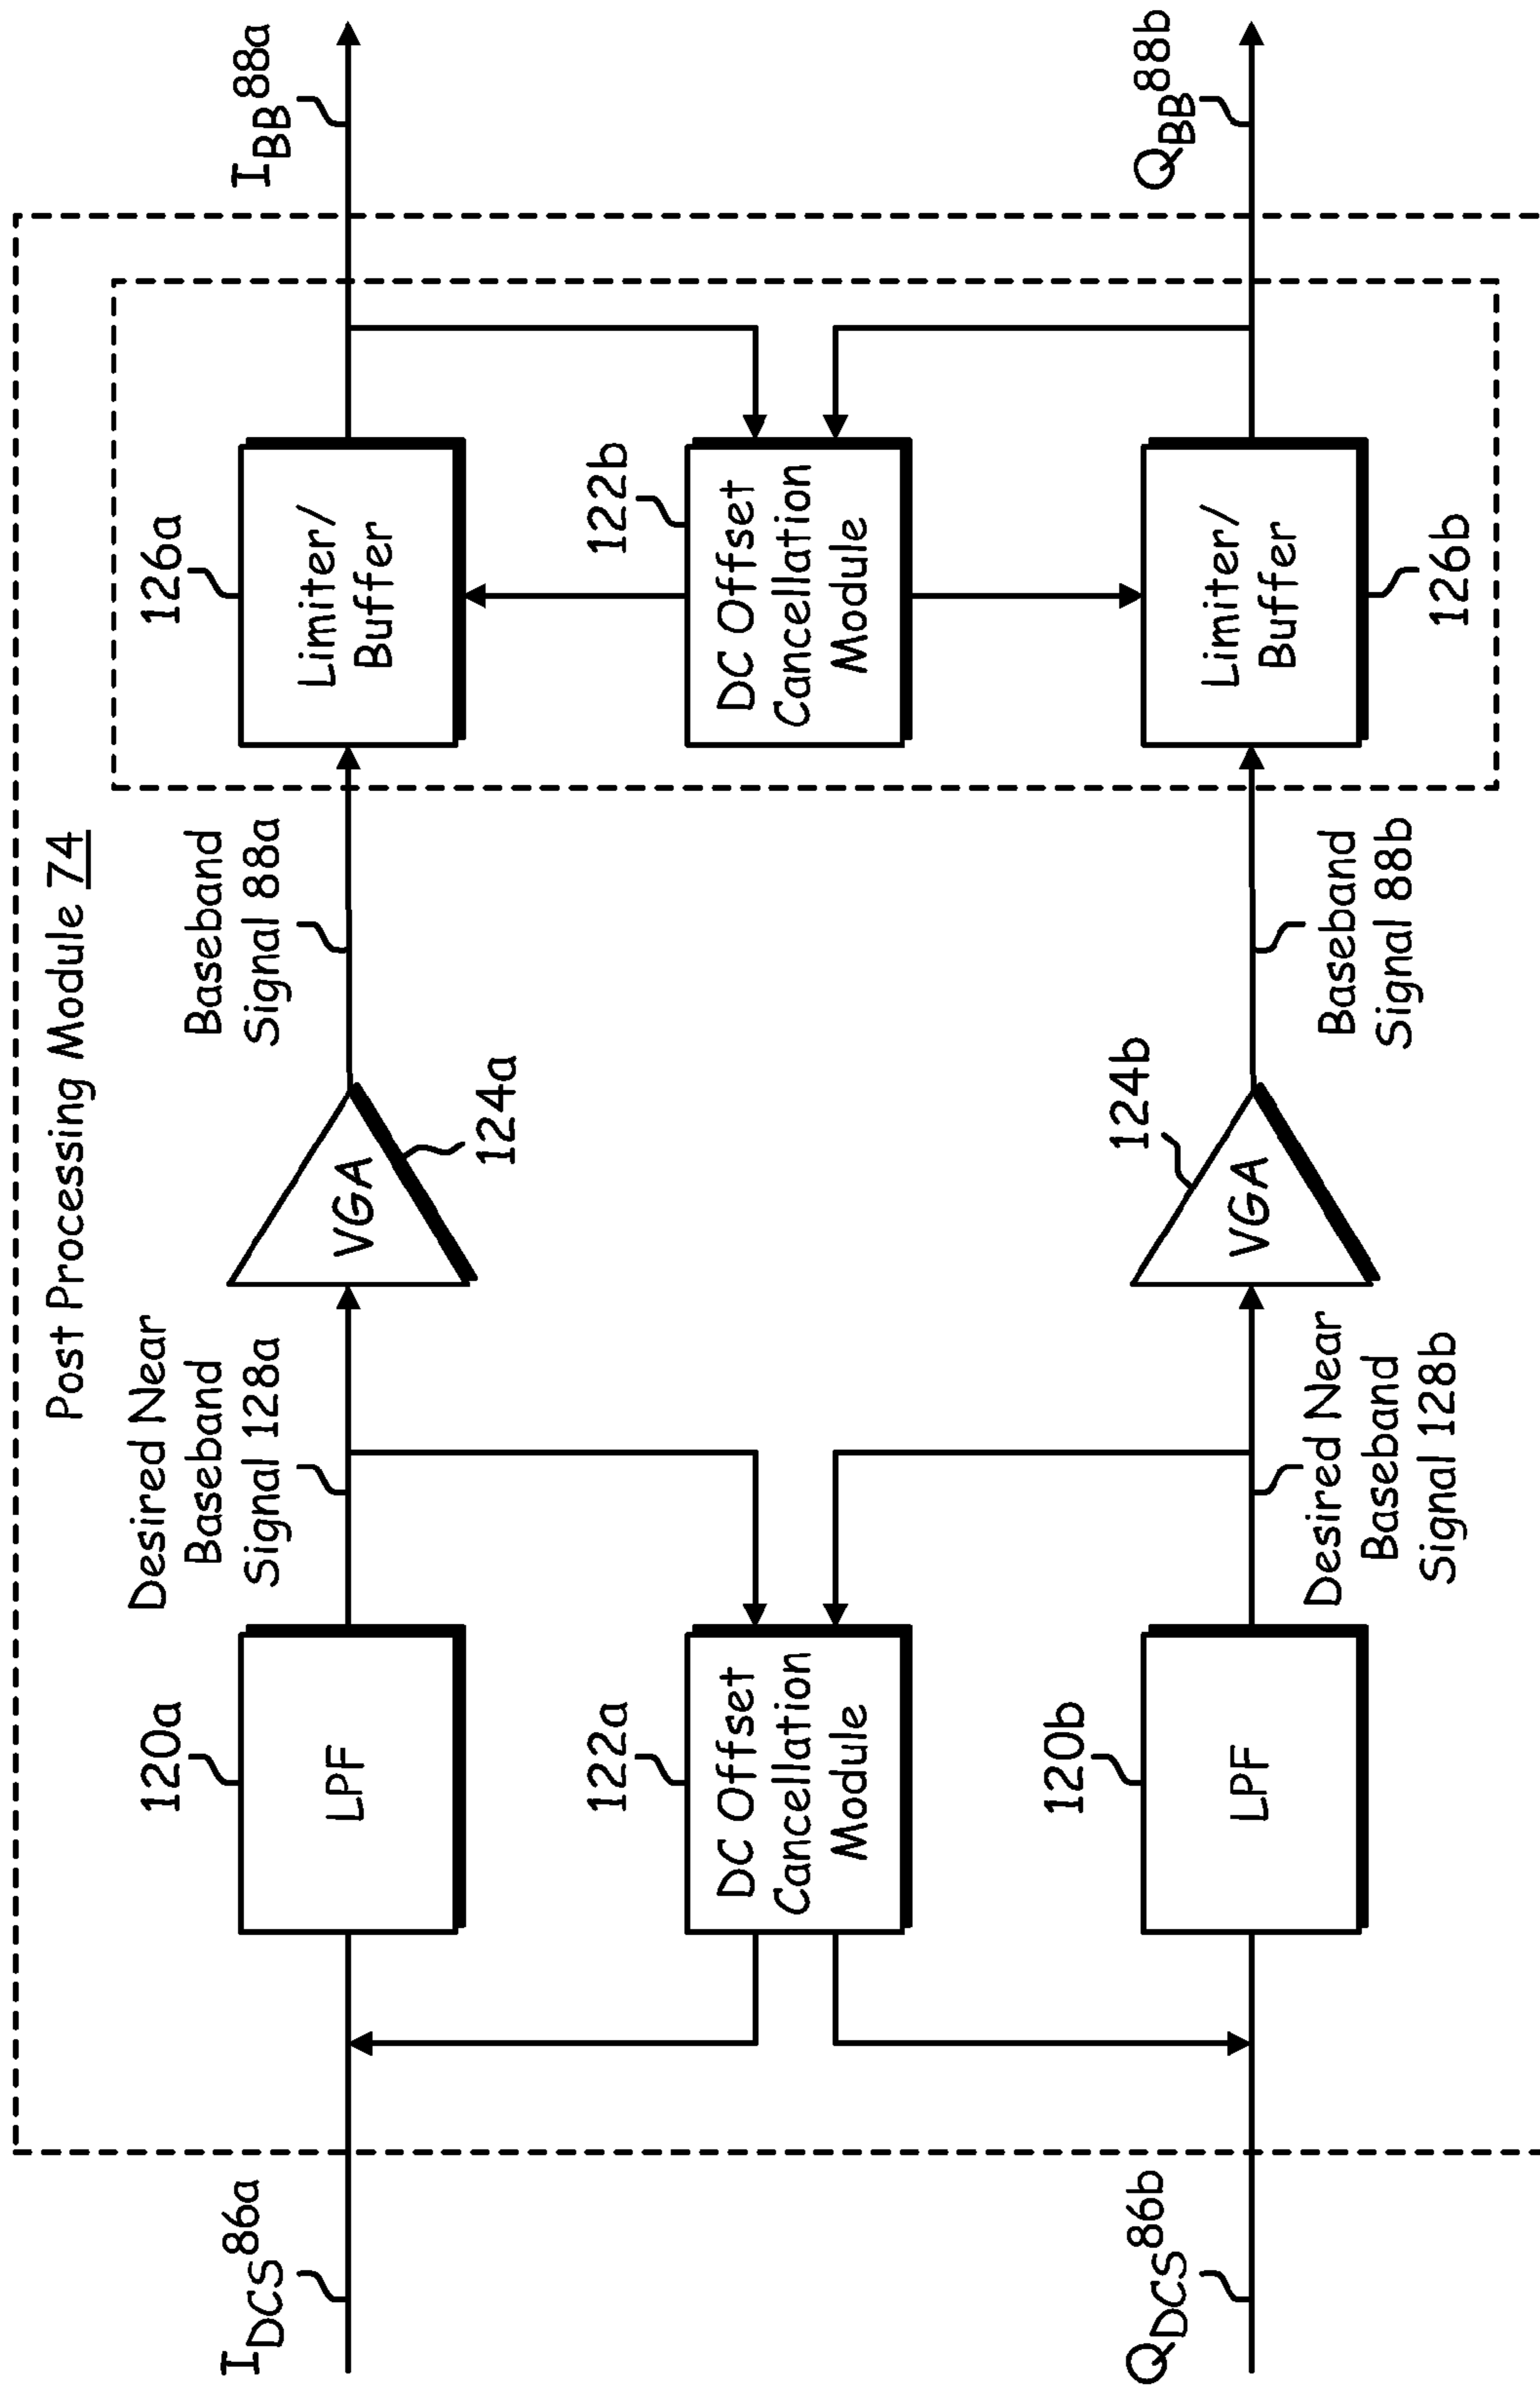 Post Processing Module 74
I_DCS 86a
120a
LPF
Desired Near
Baseband
Signal 128a
VGA
124a
Baseband
Signal 88a
126a
Limiter/
Buffer
I_BB 88a
122a
DC Offset
Cancellation
Module
122b
DC Offset
Cancellation
Module
Q_DCS 86b
120b
LPF
Desired Near
Baseband
Signal 128b
124b
VGA
Baseband
Signal 88b
Limiter/
Buffer
126b
Q_BB 88b